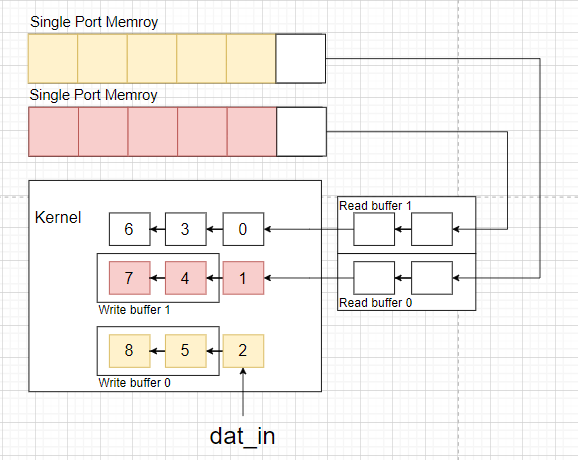 Single Port Memroy
Single Port Memroy
Kernel
Read buffer 1
6 3 0
7 4 1
Write buffer 1
Read buffer 0
8 5 2
Write buffer 0
dat_in